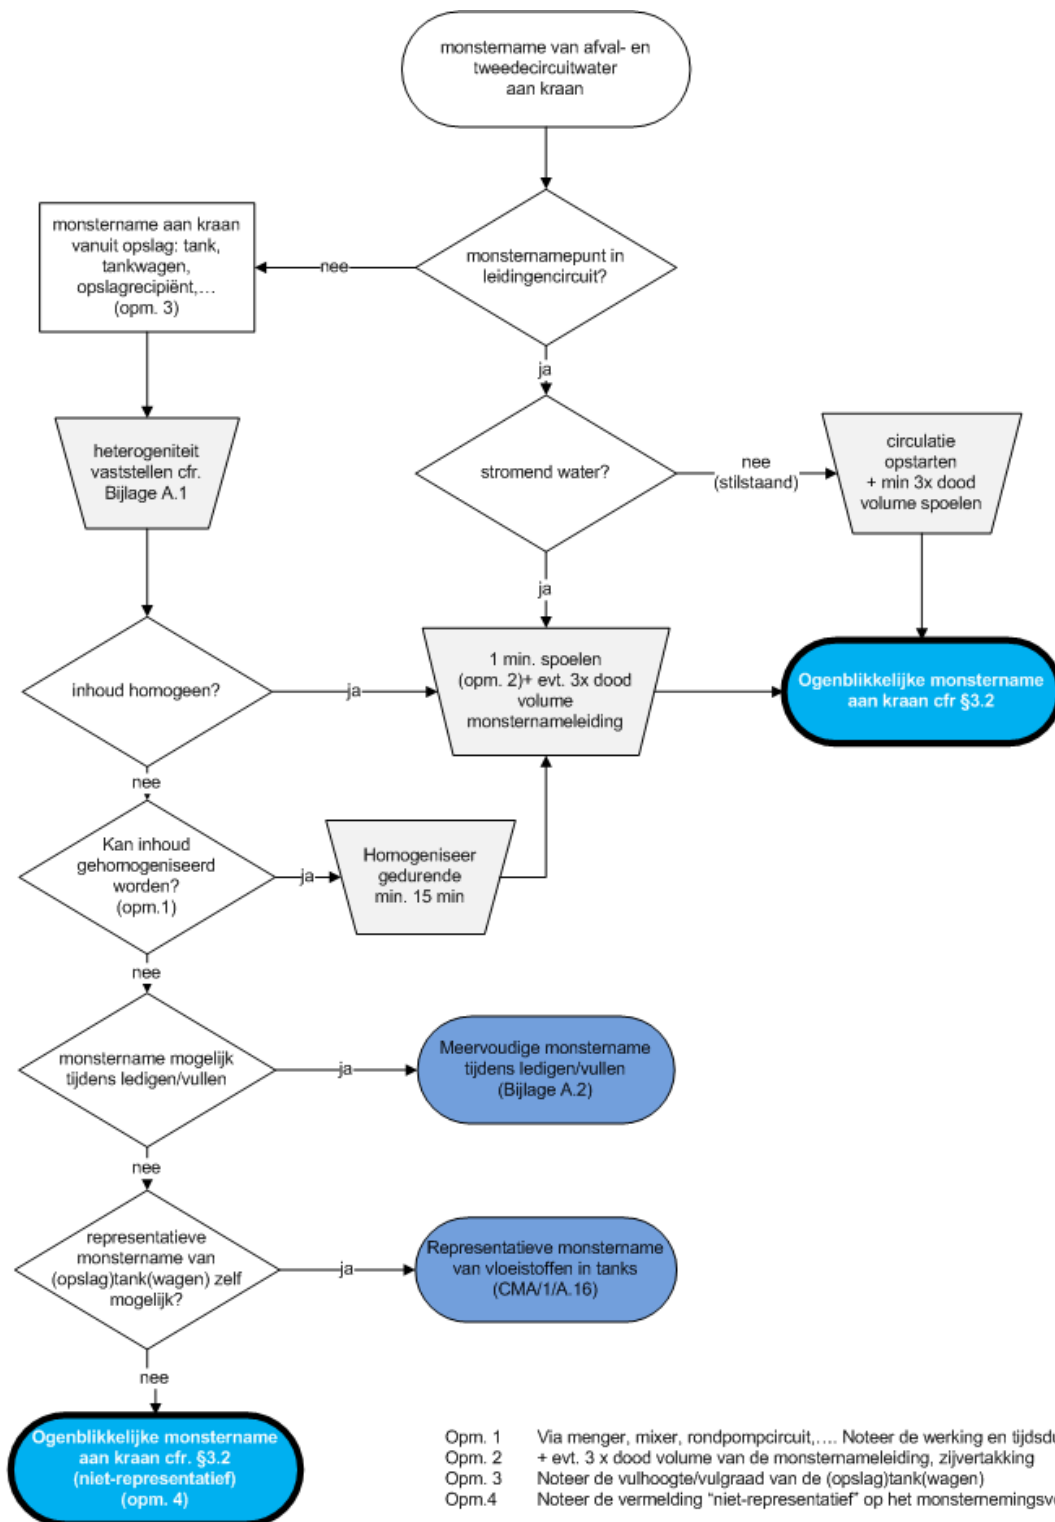 monstername van afval- en
tweedecircuitwater
aan kraan
monstername aan kraan
vanuit opslag: tank,
tankwagen,
opslagrecipiënt,...
(opm. 3)
nee
monsternamepunt in
leidingencircuit?
ja
heterogeniteit
vaststellen cfr.
Bijlage A.1
stromend water?
nee
(stilstaand)
circulatie
opstarten
+ min 3x dood
volume spoelen
ja
inhoud homogeen?
ja
1 min. spoelen
(opm. 2)+ evt. 3x dood
volume
monsternameleiding
Ogenblikkelijke monstername
aan kraan cfr §3.2
nee
Kan inhoud
gehomogeniseerd
worden?
(opm.1)
ja
Homogeniseer
gedurende
min. 15 min
nee
monstername mogelijk
tijdens ledigen/vullen
ja
Meervoudige monstername
tijdens ledigen/vullen
(Bijlage A.2)
nee
representatieve
monstername van
(opslag)tank(wagen) zelf
mogelijk?
ja
Representatieve monstername
van vloeistoffen in tanks
(CMA/1/A.16)
nee
Ogenblikkelijke monstername
aan kraan cfr. §3.2
(niet-representatief)
(opm. 4)
Opm. 1 Via menger, mixer, rondpompcircuit,.... Noteer de werking en
Opm. 2 + evt. 3 x dood volume van de monsternameleiding, zijvertakking
Opm. 3 Noteer de vulhoogte/vulgraad van de (opslag)tank(wagen)
Opm.4 Noteer de vermelding "niet-representatief" op het